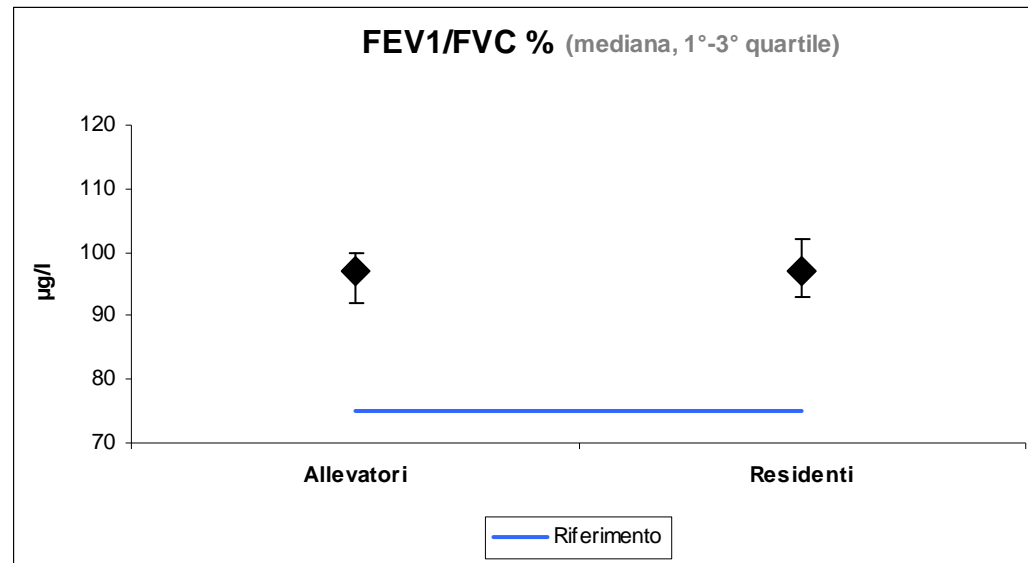 FEV1/FVC % (mediana, 1°-3° quartile)
120
110
100
90
80
70
µg/l
Allevatori Residenti
Riferimento